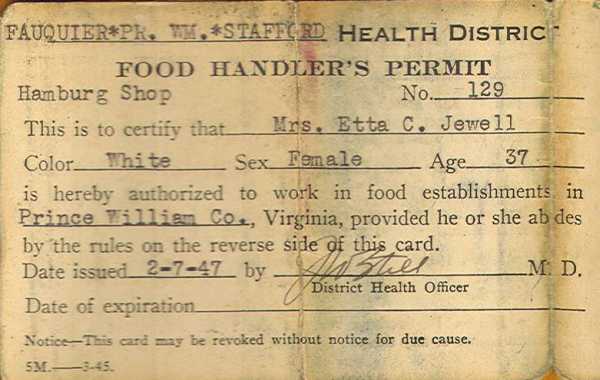 FAUQUIER*PR. WM.*STAFFORD HEALTH DISTRICT
FOOD HANDLER'S PERMIT
Hamburg Shop No. 129
This is to certify that Mrs. Etta C. Jewell
Color White Sex Female Age 37
is hereby authorized to work in food establishments in
Prince William Co., Virginia, provided he or she abides
by the rules on the reverse side of this card.
Date issued 2-7-47 by M. D.
District Health Officer
Date of expiration
Notice—This card may be revoked without notice for due cause.
5M.—3-45.